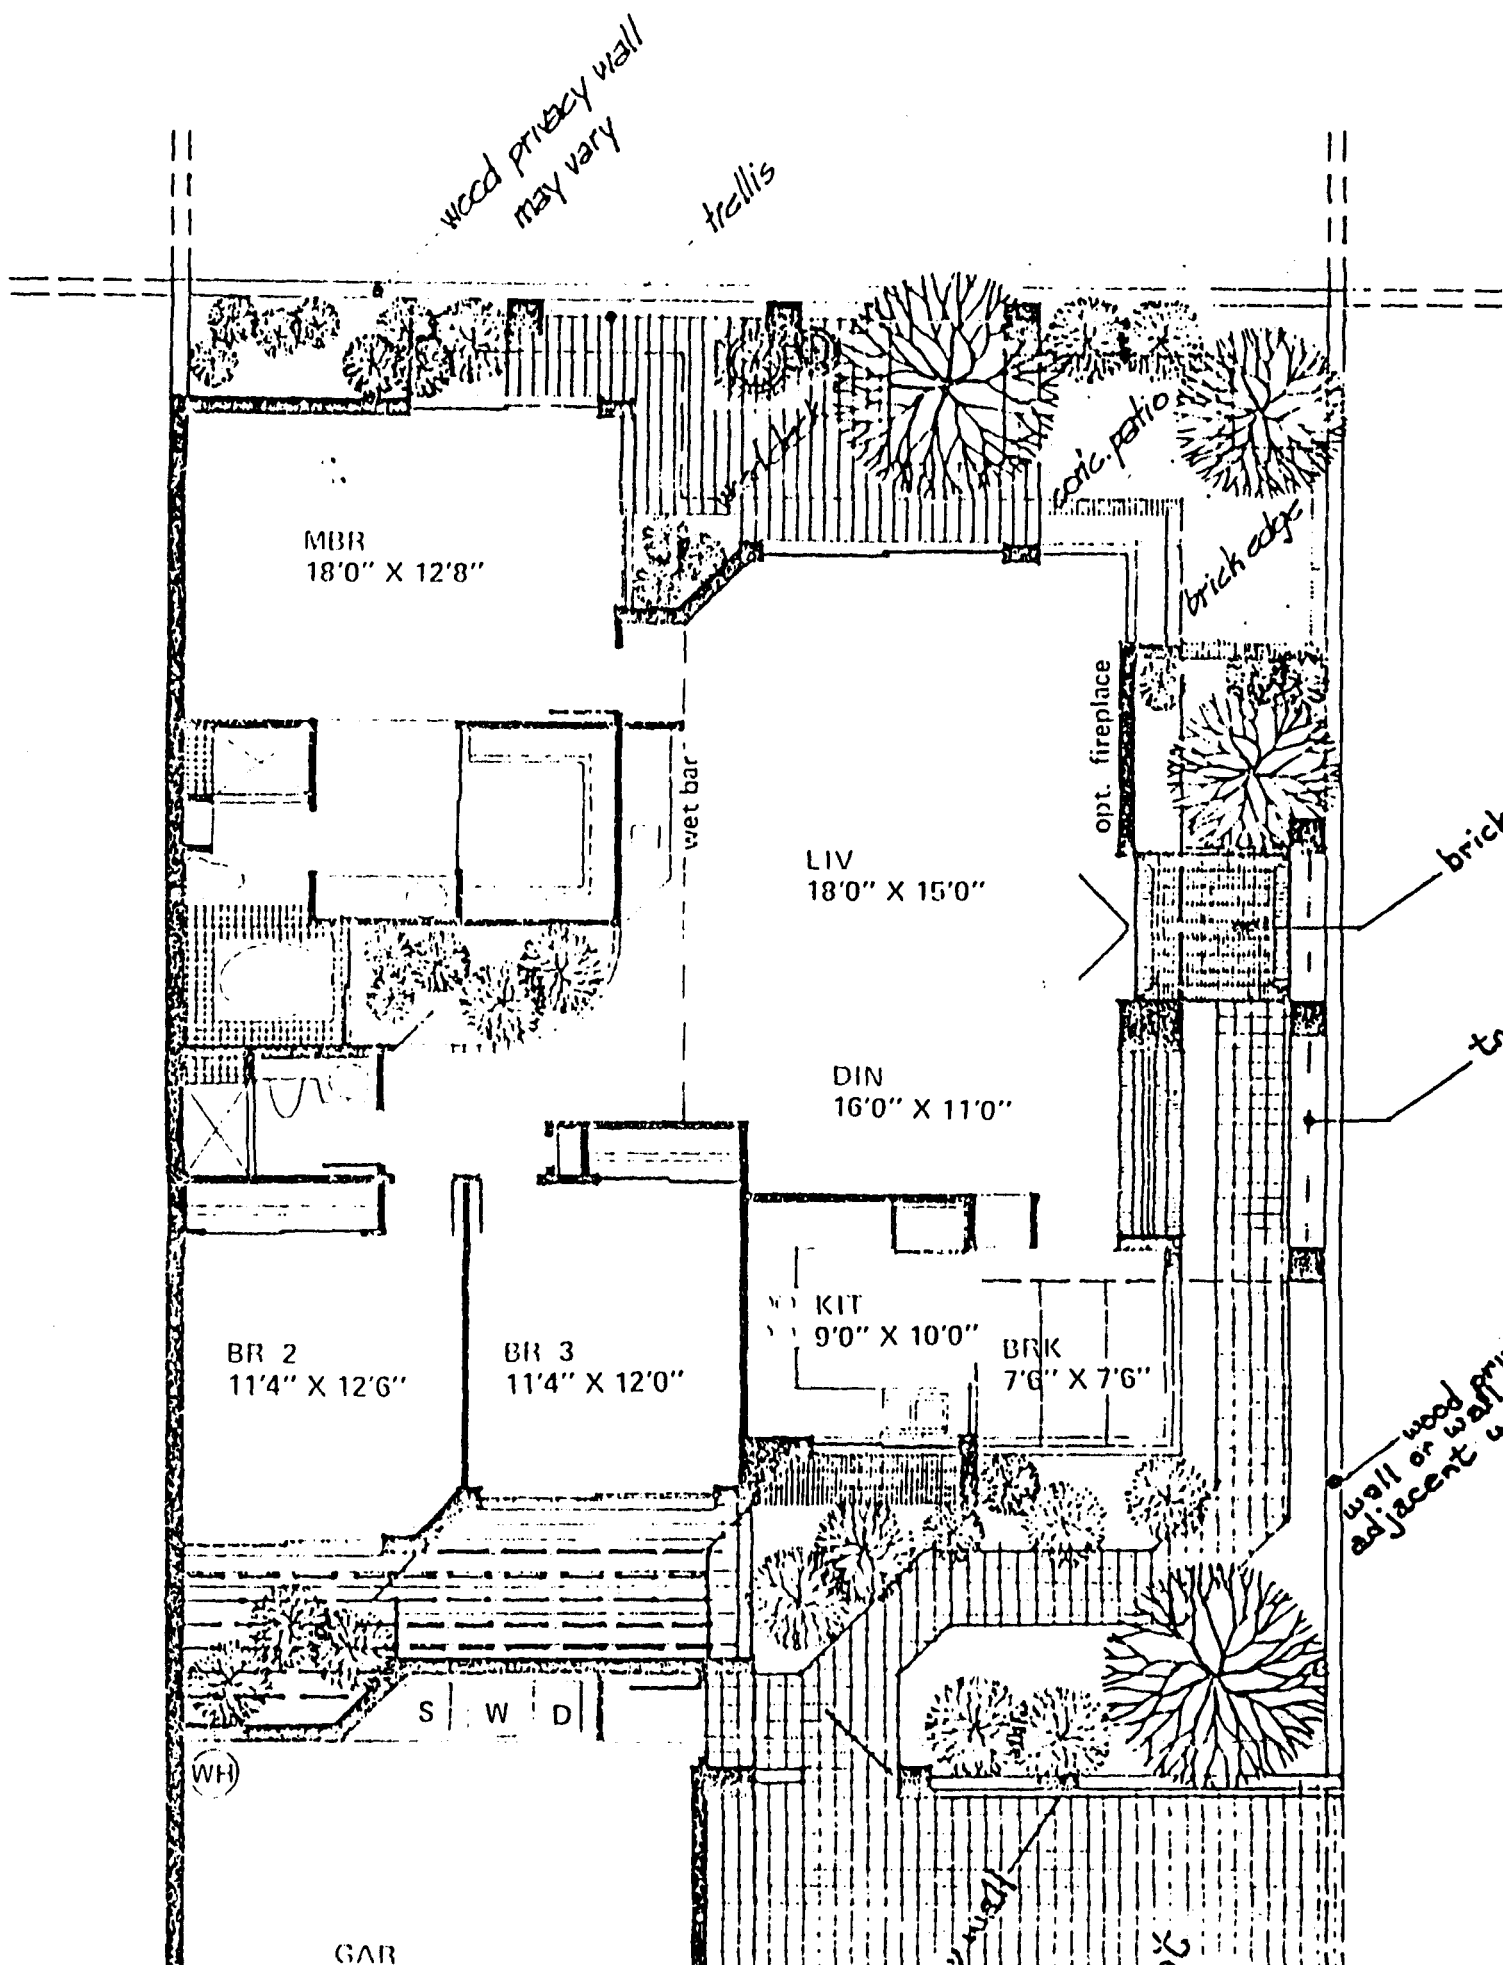 wood privacy wall
may vary
trellis
conc. patio
brick edge
MBR
18'0" X 12'8"
opt. fireplace
wet bar
LIV
18'0" X 15'0"
brick
DIN
16'0" X 11'0"
KIT
9'0" X 10'0"
BRK
7'6" X 7'6"
BR 2
11'4" X 12'6"
BR 3
11'4" X 12'0"
wood
wall or wall
adjacent
S W D
WH
wall
GAR